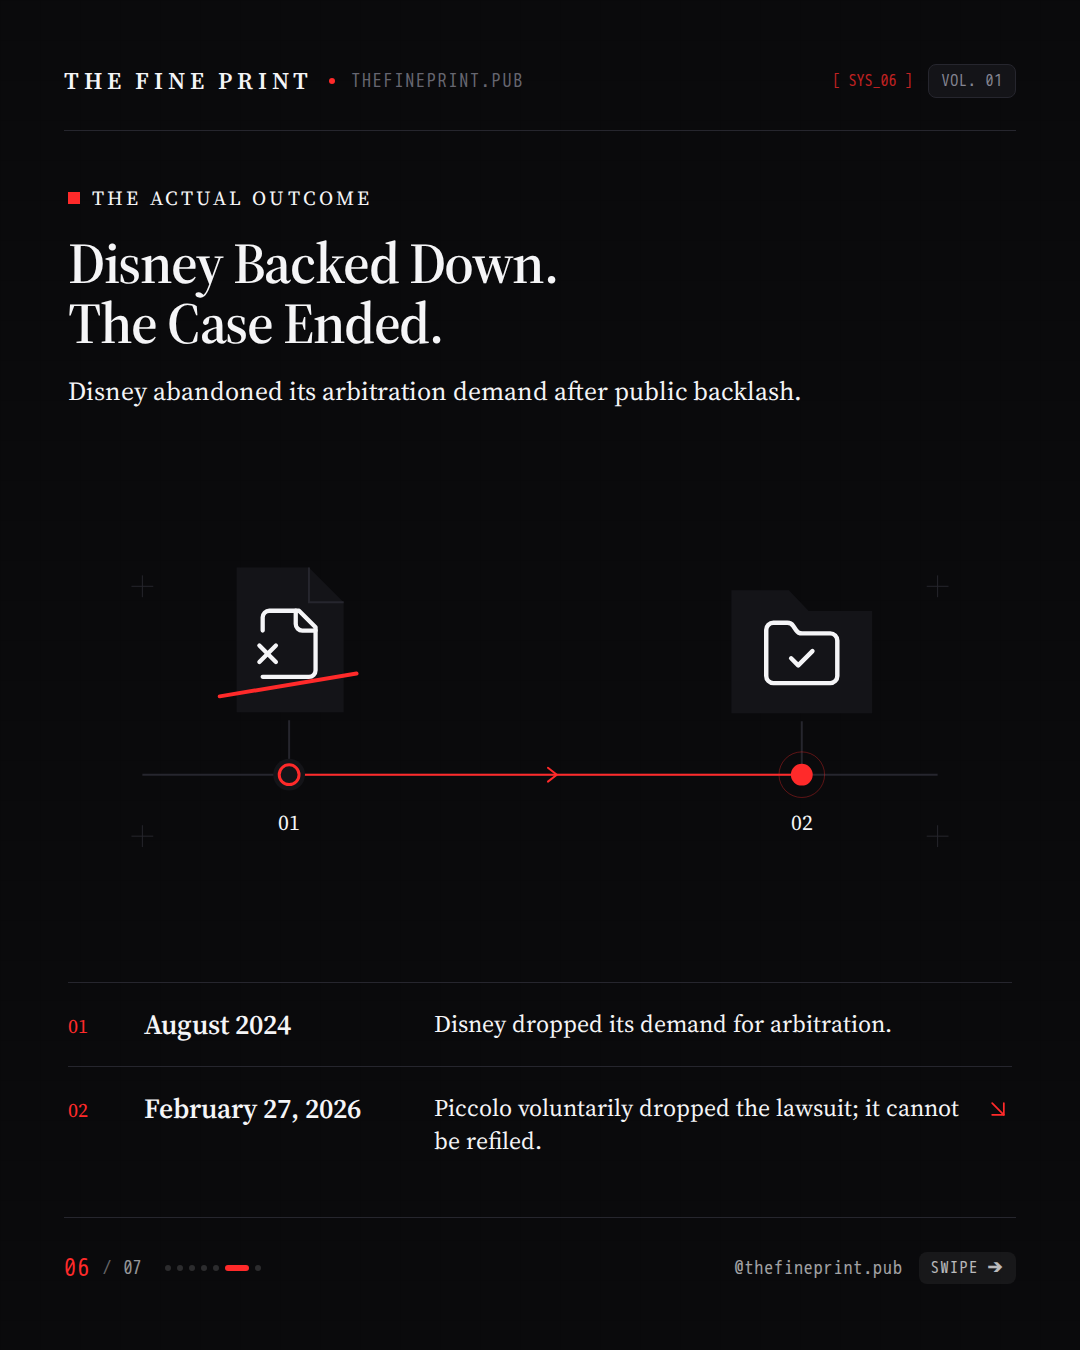 THE FINE PRINT • THEFINEPRINT.PUB
[ SYS_06 ] VOL. 01
THE ACTUAL OUTCOME
Disney Backed Down.
The Case Ended.
Disney abandoned its arbitration demand after public backlash.
01
02
01 August 2024 Disney dropped its demand for arbitration.
02 February 27, 2026 Piccolo voluntarily dropped the lawsuit; it cannot
be refiled.
06 / 07
@thefineprint.pub SWIPE ➔